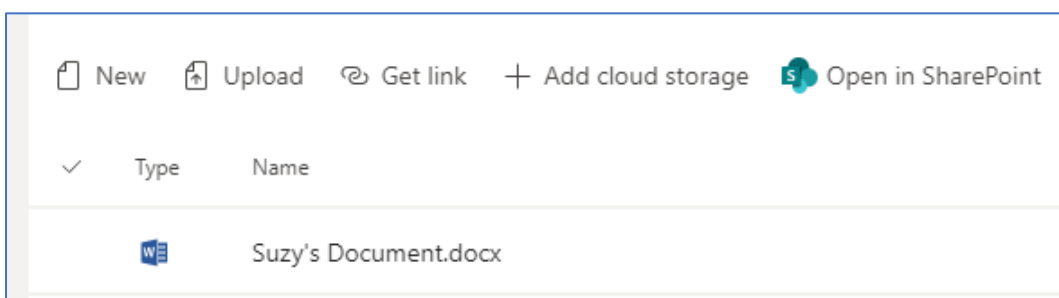 New Upload Get link Add cloud storage Open in SharePoint
Type Name
Suzy's Document.docx